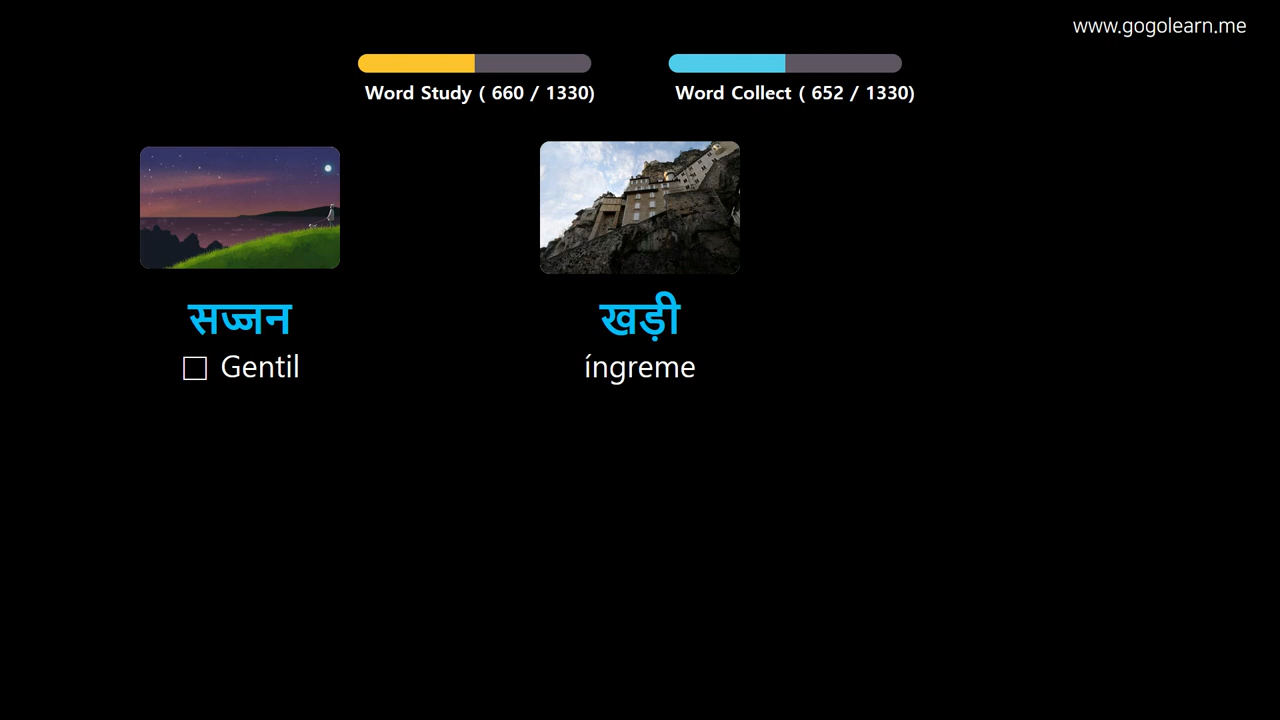 www.gogolearn.me
Word Study ( 660 / 1330)
Word Collect ( 652 / 1330)
सज्जन
खड़ी
☐ Gentil
íngreme